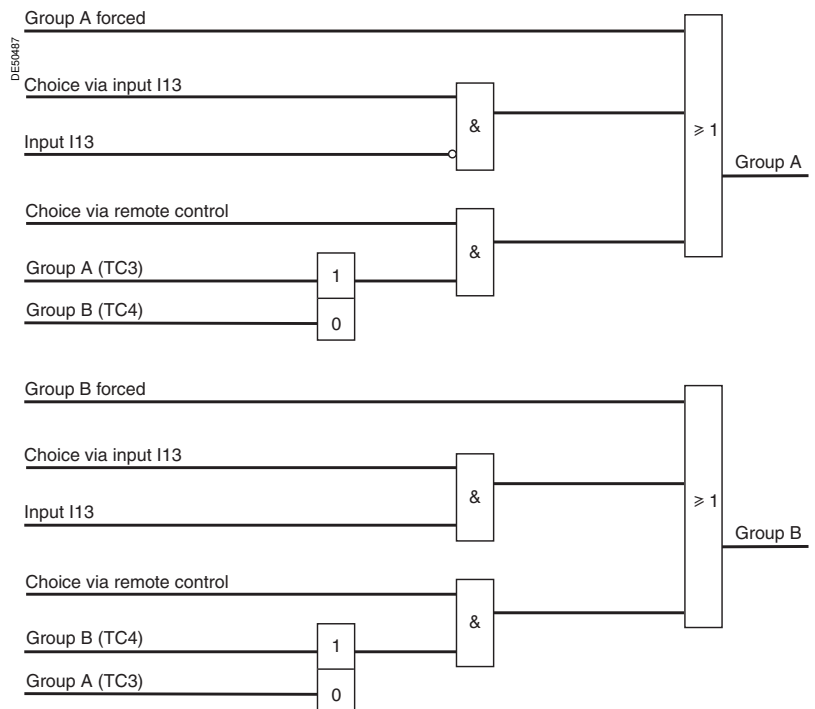 Group A forced
DE50487
Choice via input I13
&
Input I13
⩾ 1
Group A
Choice via remote control
&
Group A (TC3)
1
Group B (TC4)
0
Group B forced
Choice via input I13
&
Input I13
⩾ 1
Group B
Choice via remote control
&
Group B (TC4)
1
Group A (TC3)
0